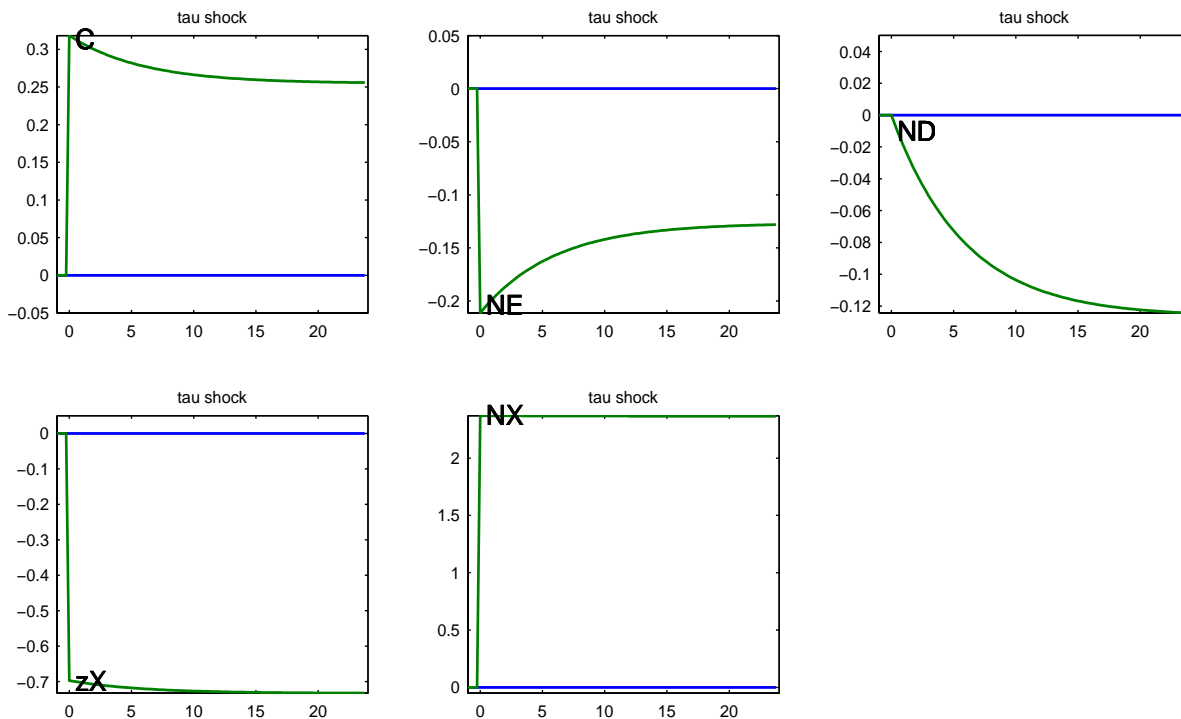 tau shock
tau shock
tau shock
0.3
0.25
0.2
0.15
0.1
0.05
0
−0.05
C
0 5 10 15 20
0.05
0
−0.05
−0.1
−0.15
−0.2
NE
0 5 10 15 20
0.04
0.02
0
−0.02
−0.04
−0.06
−0.08
−0.1
−0.12
ND
0 5 10 15 20
tau shock
tau shock
0
−0.1
−0.2
−0.3
−0.4
−0.5
−0.6
−0.7
zX
0 5 10 15 20
NX
2
1.5
1
0.5
0
0 5 10 15 20